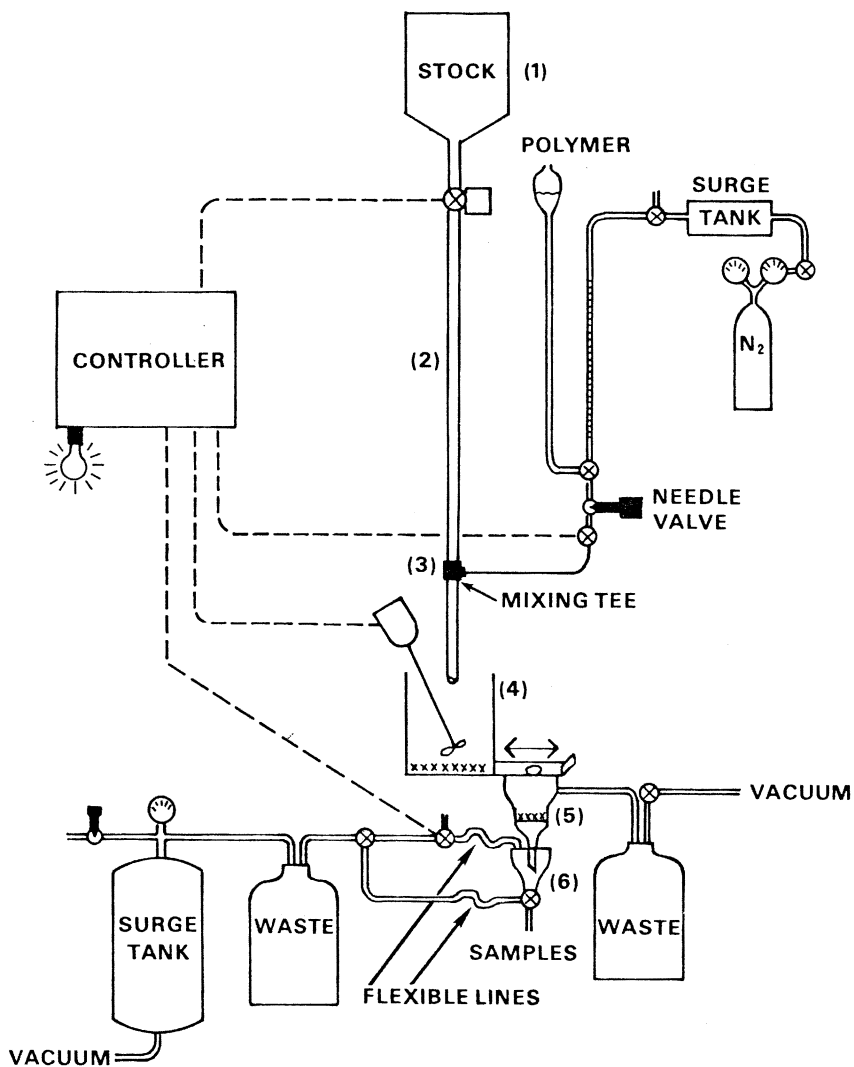 STOCK
(1)
POLYMER
SURGE
TANK
N₂
CONTROLLER
(2)
NEEDLE
VALVE
(3)
MIXING TEE
(4)
VACUUM
(5)
(6)
SURGE
TANK
WASTE
WASTE
SAMPLES
FLEXIBLE LINES
VACUUM